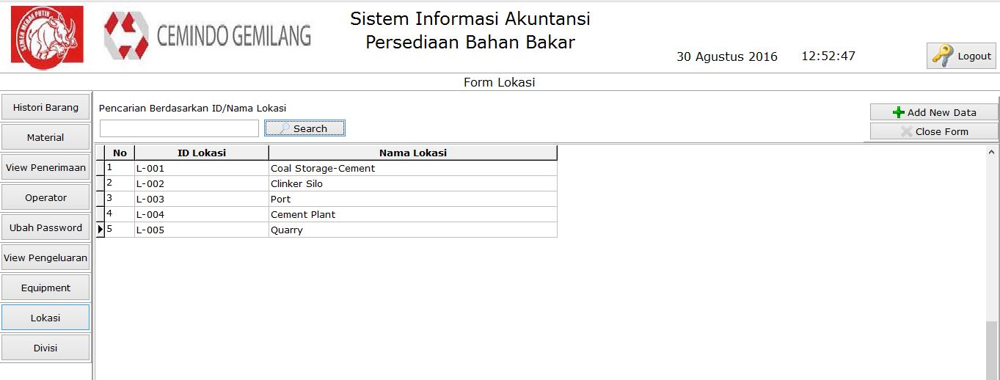 SEMEN MERAH PUTIH
CEMINDO GEMILANG
Sistem Informasi Akuntansi
Persediaan Bahan Bakar
30 Agustus 2016 12:52:47
Logout
Form Lokasi
Histori Barang
Material
View Penerimaan
Operator
Ubah Password
View Pengeluaran
Equipment
Lokasi
Divisi
Pencarian Berdasarkan ID/Nama Lokasi
Search
Add New Data
Close Form
No ID Lokasi Nama Lokasi
1 L-001 Coal Storage-Cement
2 L-002 Clinker Silo
3 L-003 Port
4 L-004 Cement Plant
5 L-005 Quarry